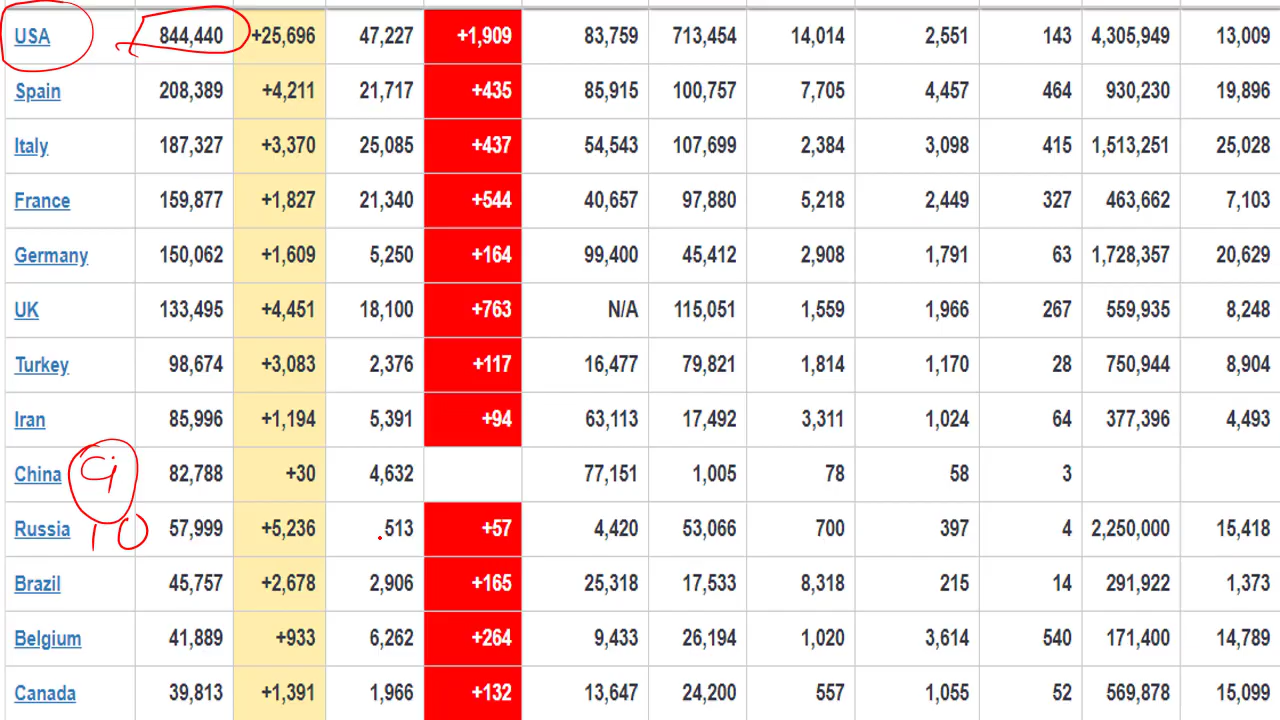 USA 844,440 +25,696 47,227 +1,909 83,759 713,454 14,014 2,551 143 4,305,949 13,009
Spain 208,389 +4,211 21,717 +435 85,915 100,757 7,705 4,457 464 930,230 19,896
Italy 187,327 +3,370 25,085 +437 54,543 107,699 2,384 3,098 415 1,513,251 25,028
France 159,877 +1,827 21,340 +544 40,657 97,880 5,218 2,449 327 463,662 7,103
Germany 150,062 +1,609 5,250 +164 99,400 45,412 2,908 1,791 63 1,728,357 20,629
UK 133,495 +4,451 18,100 +763 N/A 115,051 1,559 1,966 267 559,935 8,248
Turkey 98,674 +3,083 2,376 +117 16,477 79,821 1,814 1,170 28 750,944 8,904
Iran 85,996 +1,194 5,391 +94 63,113 17,492 3,311 1,024 64 377,396 4,493
China 9 82,788 +30 4,632 77,151 1,005 78 58 3
Russia 10 57,999 +5,236 513 +57 4,420 53,066 700 397 4 2,250,000 15,418
Brazil 45,757 +2,678 2,906 +165 25,318 17,533 8,318 215 14 291,922 1,373
Belgium 41,889 +933 6,262 +264 9,433 26,194 1,020 3,614 540 171,400 14,789
Canada 39,813 +1,391 1,966 +132 13,647 24,200 557 1,055 52 569,878 15,099